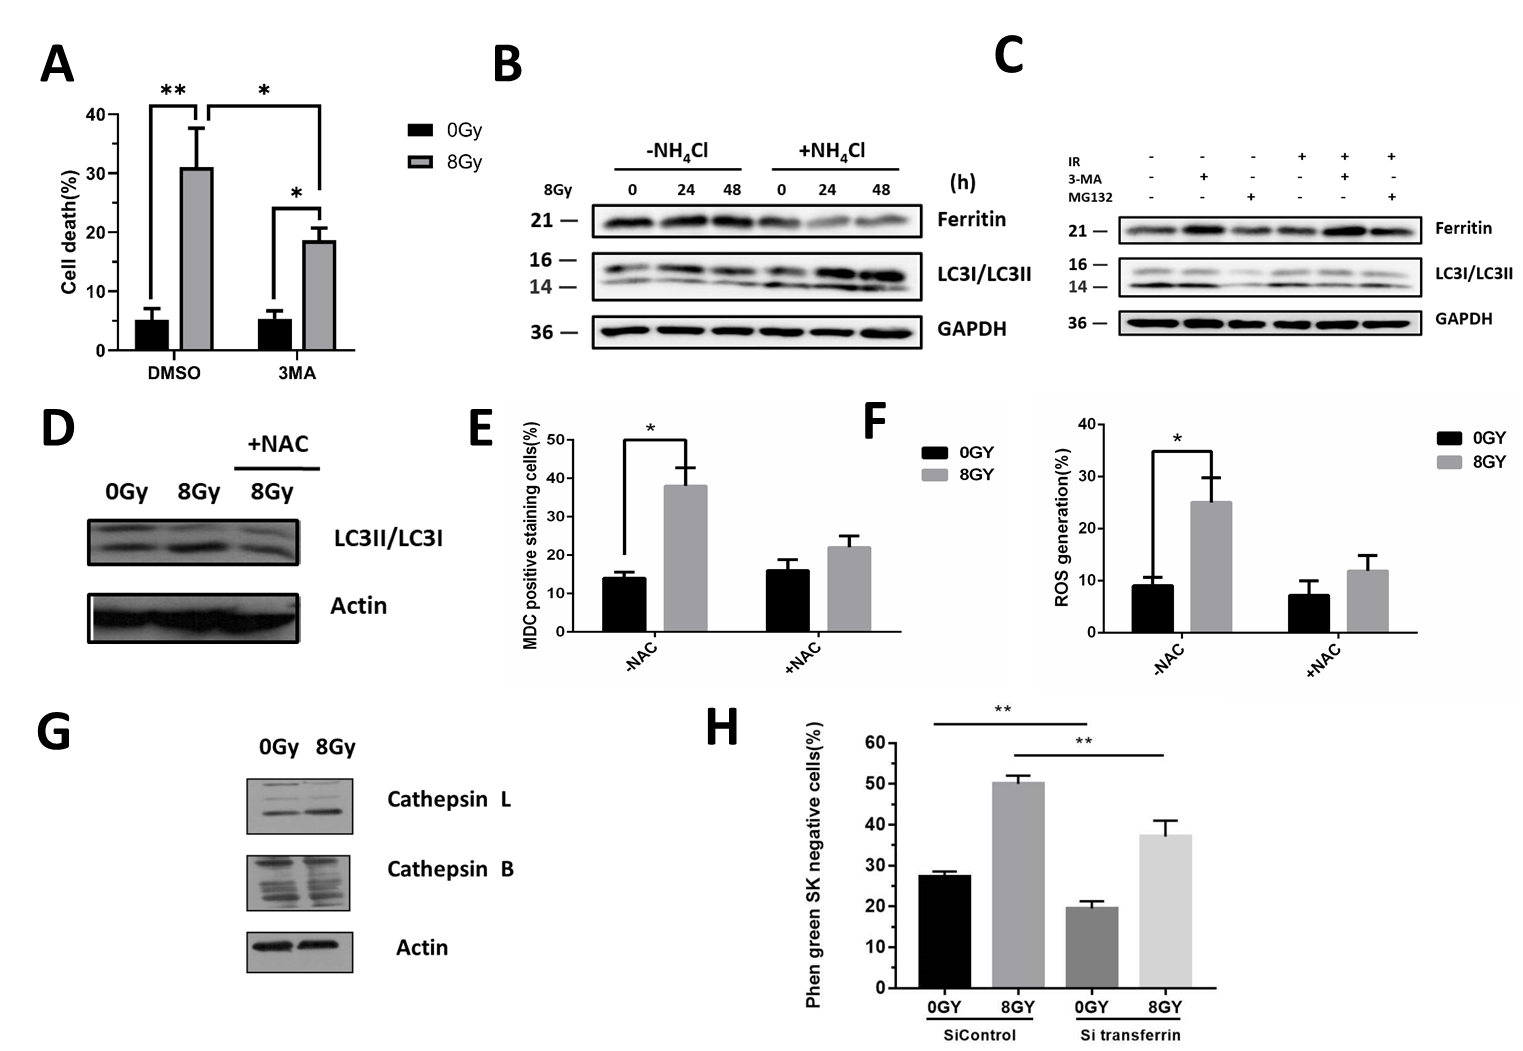 A
** *
40
30
20
10
0
Cell death(%)
DMSO 3MA
*
0Gy
8Gy
B
-NH4Cl +NH4Cl
8Gy 0 24 48 0 24 48 (h)
21 Ferritin
16
14 LC3I/LC3II
36 GAPDH
C
IR - - - + + +
3-MA - + - - + -
MG132 - - + - - +
21 Ferritin
16
14 LC3I/LC3II
36 GAPDH
D
+NAC
0Gy 8Gy 8Gy
LC3II/LC3I
Actin
E
MDC positive staining cells(%)
50
40
30
20
10
0
*
-NAC +NAC
0GY
8GY
F
ROS generation(%)
40
30
20
10
0
*
-NAC +NAC
0GY
8GY
G
0Gy 8Gy
Cathepsin L
Cathepsin B
Actin
H
Phen green SK negative cells(%)
60
50
40
30
20
10
0
**
**
0GY 8GY 0GY 8GY
SiControl Si transferrin